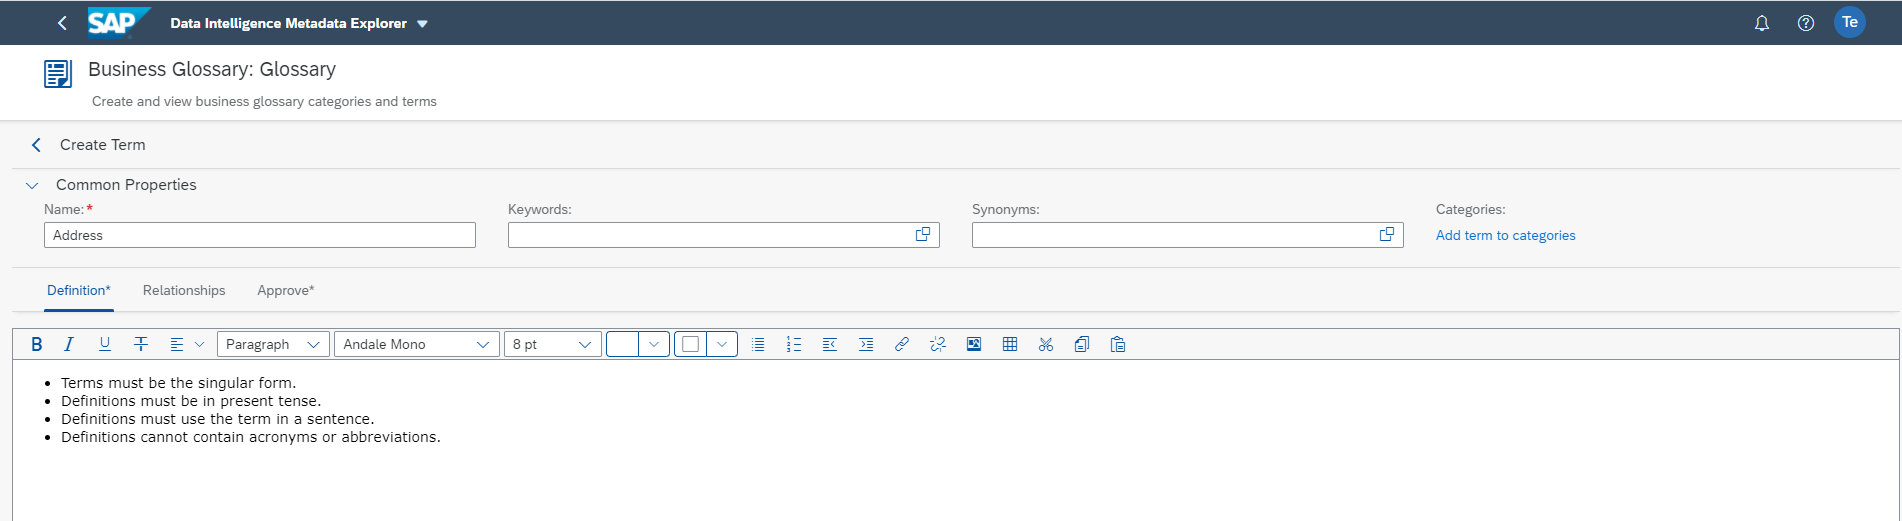 SAP Data Intelligence Metadata Explorer Te
Business Glossary: Glossary
Create and view business glossary categories and terms
Create Term
Common Properties
Name:* Keywords: Synonyms: Categories:
Address Add term to categories
Definition* Relationships Approve*
B I U T Paragraph Andale Mono 8 pt
• Terms must be the singular form.
• Definitions must be in present tense.
• Definitions must use the term in a sentence.
• Definitions cannot contain acronyms or abbreviations.